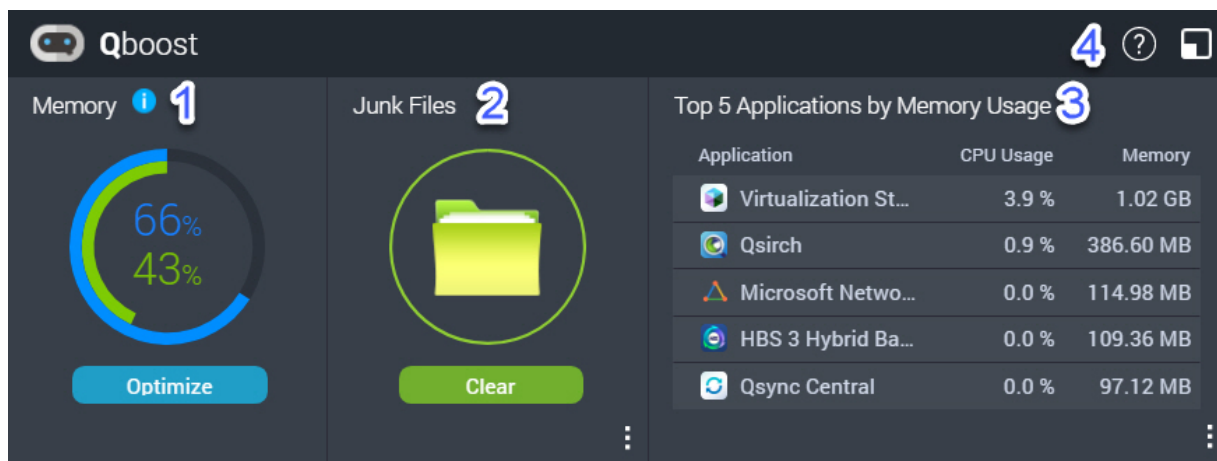 Qboost 4 ?
Memory i 1
66%
43%
Optimize
Junk Files 2
Clear
Top 5 Applications by Memory Usage 3
Application CPU Usage Memory
Virtualization St... 3.9 % 1.02 GB
Qsirch 0.9 % 386.60 MB
Microsoft Netwo... 0.0 % 114.98 MB
HBS 3 Hybrid Ba... 0.0 % 109.36 MB
Qsync Central 0.0 % 97.12 MB